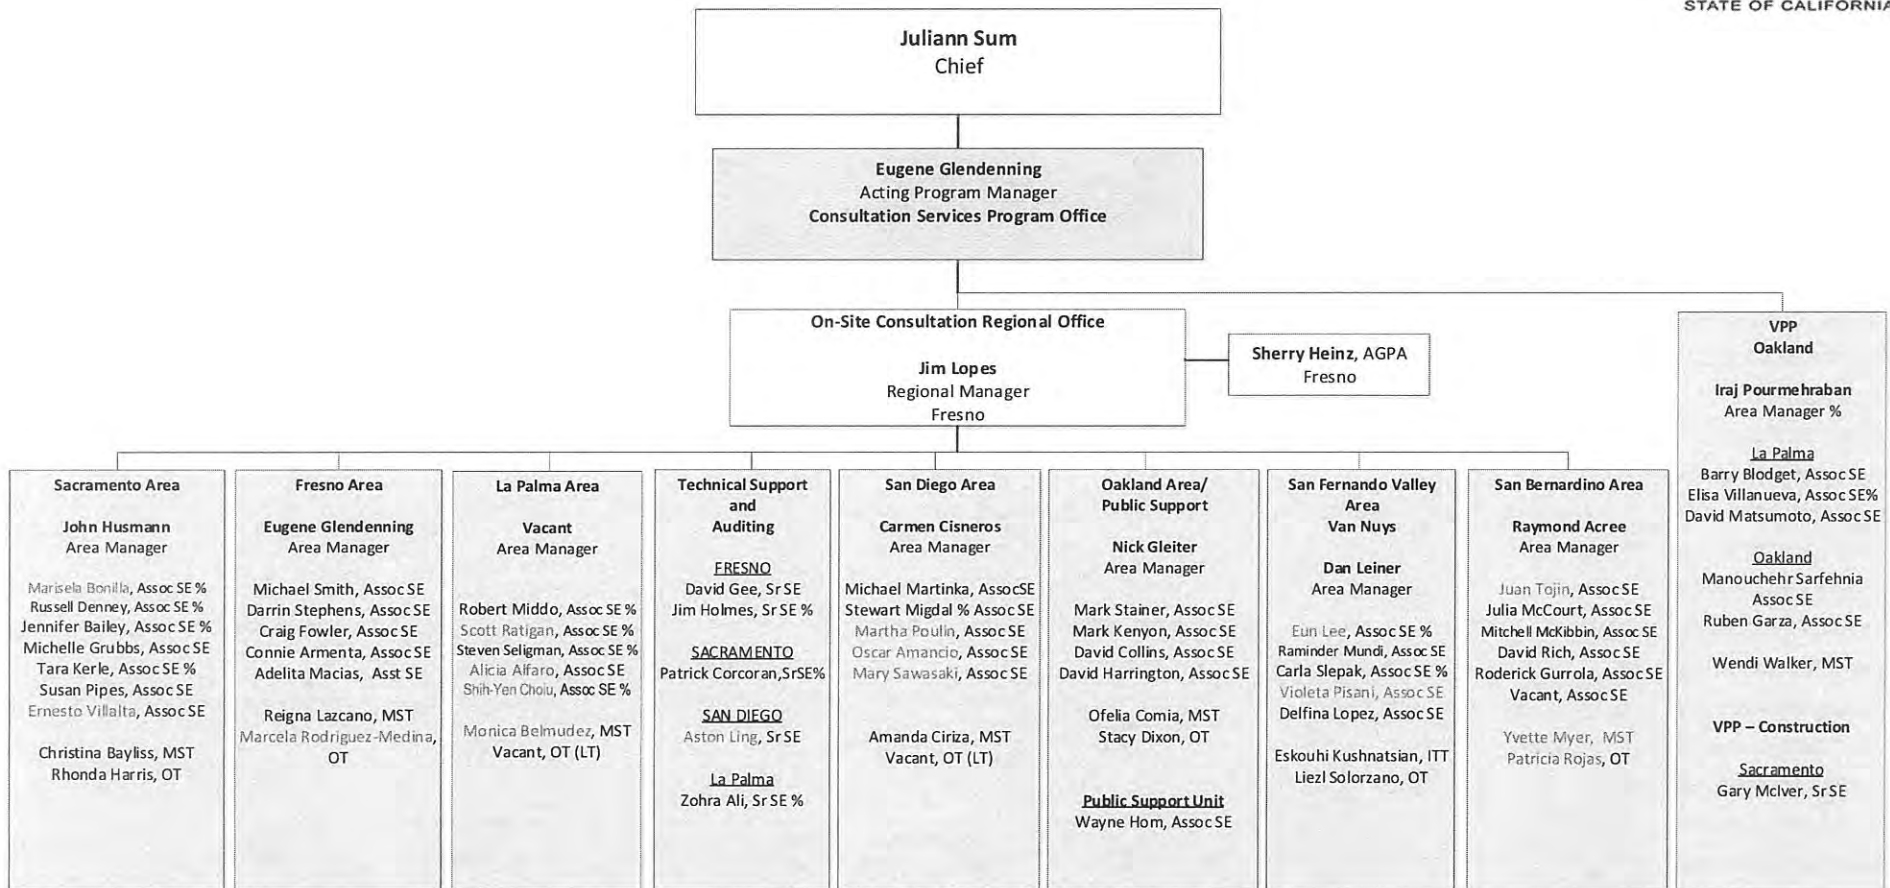 STATE OF CALIFORNIA
Juliann Sum
Chief
Eugene Glendenning
Acting Program Manager
Consultation Services Program Office
On-Site Consultation Regional Office
Jim Lopes
Regional Manager
Fresno
Sherry Heinz, AGPA
Fresno
Sacramento Area
John Husmann
Area Manager
Marisela Bonilla, Assoc SE %
Russell Denney, Assoc SE %
Jennifer Bailey, Assoc SE %
Michelle Grubbs, Assoc SE
Tara Kerle, Assoc SE %
Susan Pipes, Assoc SE
Ernesto Villalta, Assoc SE
Christina Bayliss, MST
Rhonda Harris, OT
Fresno Area
Eugene Glendenning
Area Manager
Michael Smith, Assoc SE
Darrin Stephens, Assoc SE
Craig Fowler, Assoc SE
Connie Armenta, Assoc SE
Adelita Macias, Asst SE
Reigna Lazcano, MST
Marcela Rodriguez-Medina,
OT
La Palma Area
Vacant
Area Manager
Robert Middo, Assoc SE %
Scott Ratigan, Assoc SE %
Steven Seligman, Assoc SE %
Alicia Alfaro, Assoc SE
Shih-Yen Choiu, Assoc SE %
Monica Belmudez, MST
Vacant, OT (LT)
Technical Support
and
Auditing
FRESNO
David Gee, Sr SE
Jim Holmes, Sr SE %
SACRAMENTO
Patrick Corcoran,SrSE%
SAN DIEGO
Aston Ling, Sr SE
La Palma
Zohra Ali, Sr SE %
San Diego Area
Carmen Cisneros
Area Manager
Michael Martinka, AssocSE
Stewart Migdal % Assoc SE
Martha Poulin, Assoc SE
Oscar Amancio, Assoc SE
Mary Sawasaki, Assoc SE
Amanda Ciriza, MST
Vacant, OT (LT)
Oakland Area/
Public Support
Nick Gleiter
Area Manager
Mark Stainer, Assoc SE
Mark Kenyon, Assoc SE
David Collins, Assoc SE
David Harrington, Assoc SE
Ofelia Comia, MST
Stacy Dixon, OT
Public Support Unit
Wayne Hom, Assoc SE
San Fernando Valley
Area
Van Nuys
Dan Leiner
Area Manager
Eun Lee, Assoc SE %
Raminder Mundi, Assoc SE
Carla Slepak, Assoc SE %
Violeta Pisani, Assoc SE
Delfina Lopez, Assoc SE
Eskouhi Kushnatsian, ITT
Liezl Solorzano, OT
San Bernardino Area
Raymond Acree
Area Manager
Juan Tojin, Assoc SE
Julia McCourt, Assoc SE
Mitchell McKibbin, Assoc SE
David Rich, Assoc SE
Roderick Gurrola, Assoc SE
Vacant, Assoc SE
Yvette Myer, MST
Patricia Rojas, OT
VPP
Oakland
Iraj Pourmehraban
Area Manager %
La Palma
Barry Blodget, Assoc SE
Elisa Villanueva, Assoc SE%
David Matsumoto, Assoc SE
Oakland
Manouchehr Sarfehnia
Assoc SE
Ruben Garza, Assoc SE
Wendi Walker, MST
VPP – Construction
Sacramento
Gary McIver, Sr SE